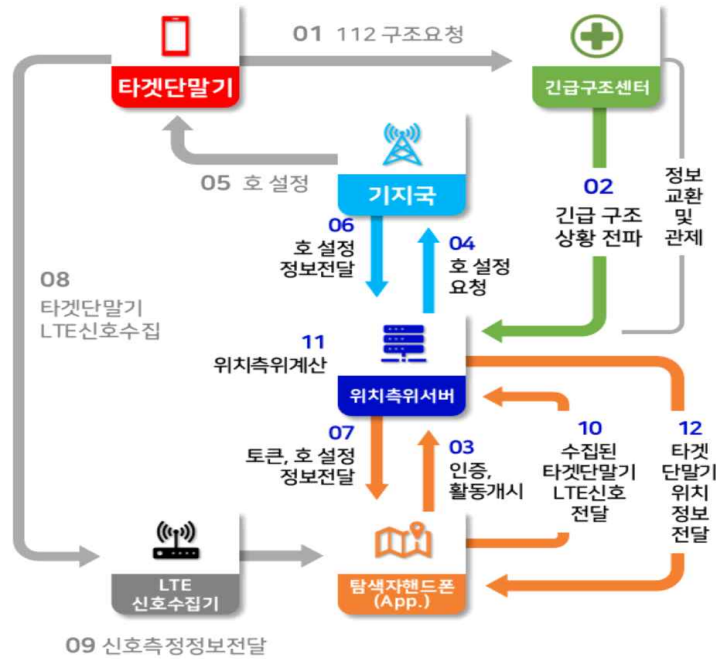 01 112 구조요청
타겟단말기
긴급구조센터
05 호 설정
기지국
02
긴급 구조
상황 전파
정보
교환
및
관제
06
호 설정
정보전달
04
호 설정
요청
08
타겟단말기
LTE신호수집
11
위치측위계산
위치측위서버
07
토큰, 호 설정
정보전달
03
인증,
활동개시
10
수집된
타겟단말기
LTE신호
전달
12
타겟
단말기
위치
정보
전달
LTE
신호수집기
탐색자핸드폰
(App.)
09 신호측정정보전달